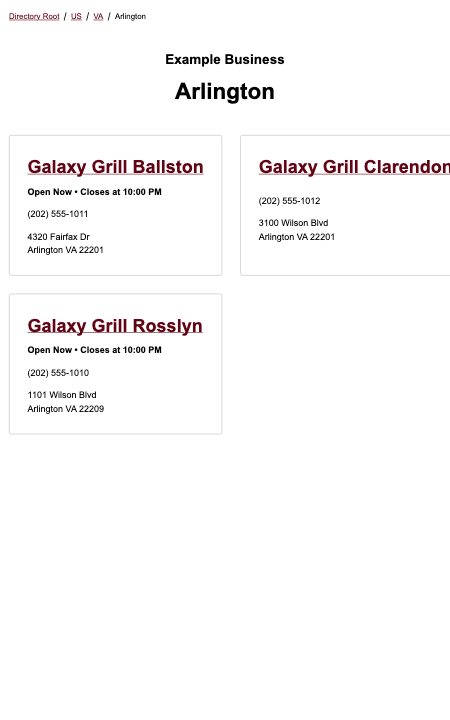 Directory Root / US / VA / Arlington
Example Business
Arlington
Galaxy Grill Ballston
Open Now • Closes at 10:00 PM
(202) 555-1011
4320 Fairfax Dr
Arlington VA 22201
Galaxy Grill Clarendon
(202) 555-1012
3100 Wilson Blvd
Arlington VA 22201
Galaxy Grill Rosslyn
Open Now • Closes at 10:00 PM
(202) 555-1010
1101 Wilson Blvd
Arlington VA 22209